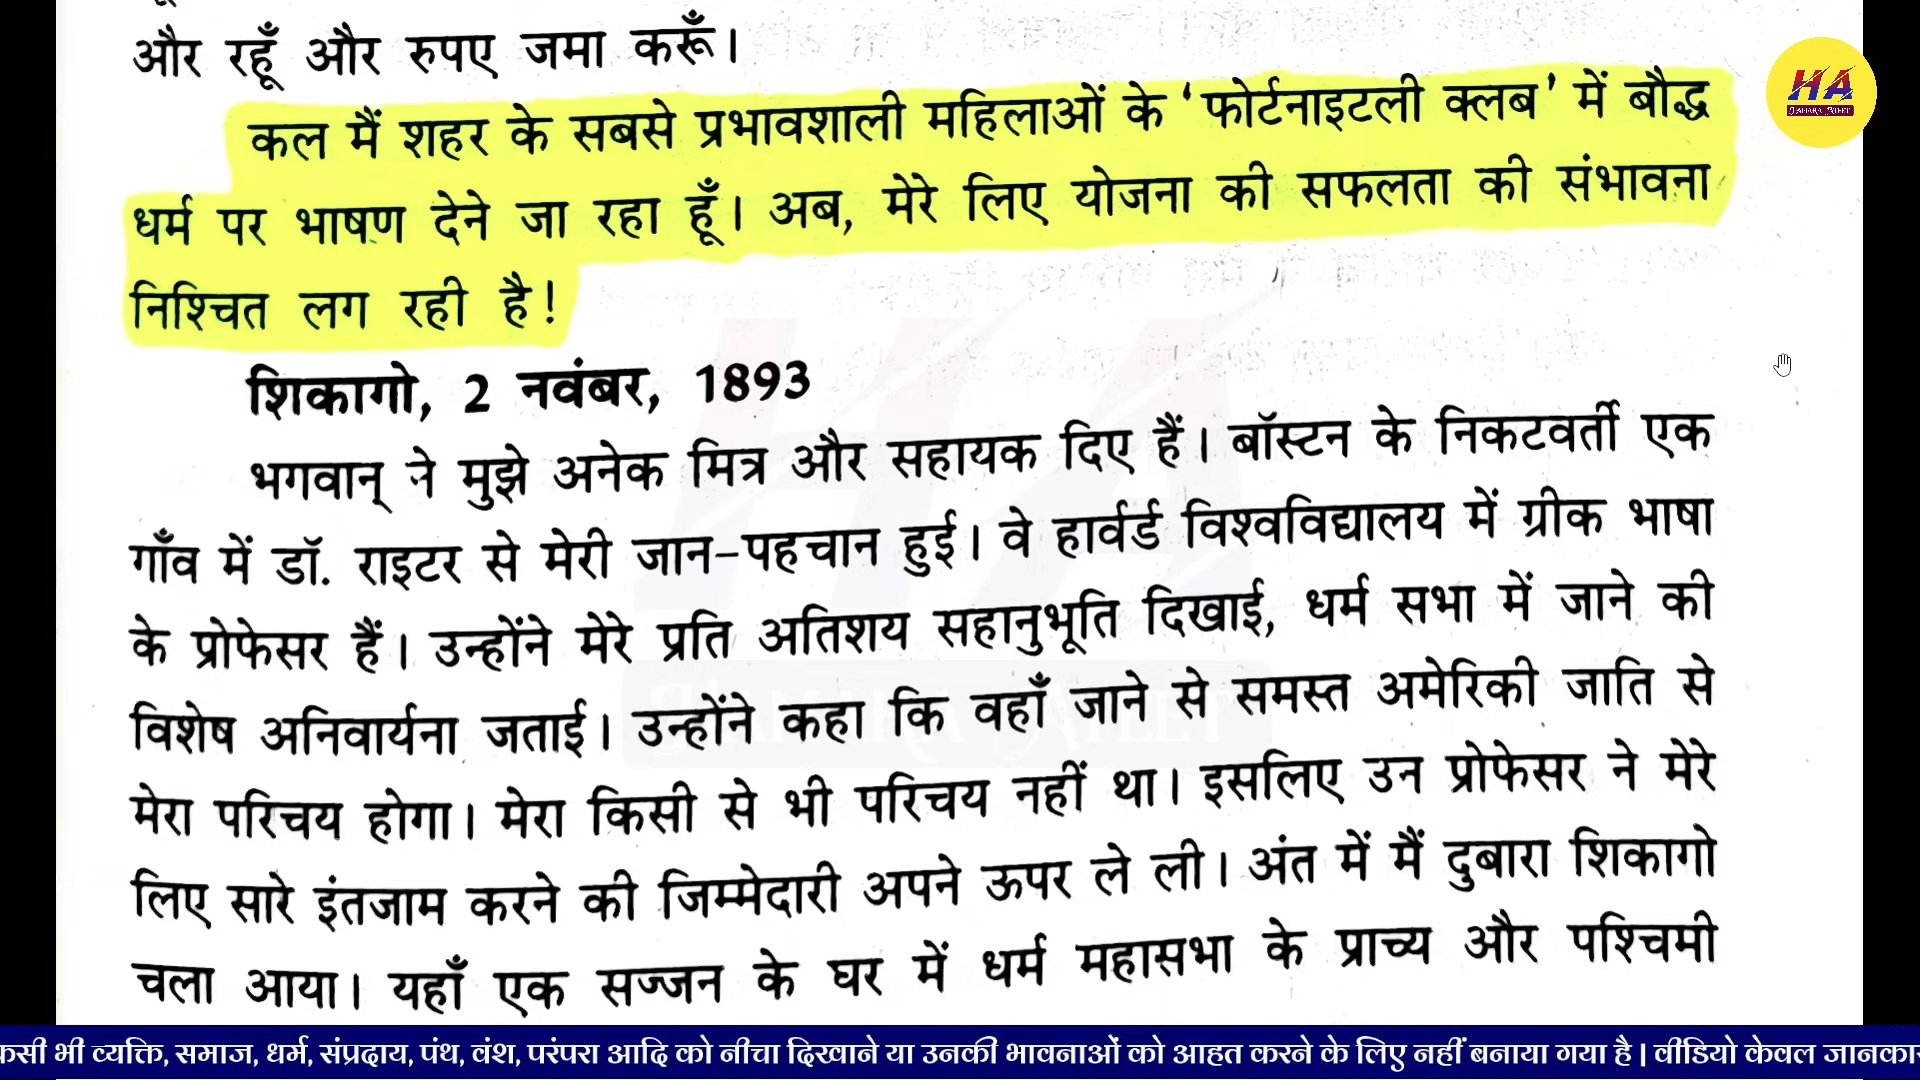 और रहूँ और रुपए जमा करूँ।
कल मैं शहर के सबसे प्रभावशाली महिलाओं के ‘फोर्टनाइटली क्लब’ में बौद्ध
धर्म पर भाषण देने जा रहा हूँ। अब, मेरे लिए योजना की सफलता की संभावना
निश्चित लग रही है!
शिकागो, 2 नवंबर, 1893
भगवान् ने मुझे अनेक मित्र और सहायक दिए हैं। बॉस्टन के निकटवर्ती एक
गाँव में डॉ. राइटर से मेरी जान-पहचान हुई। वे हार्वर्ड विश्वविद्यालय में ग्रीक भाषा
के प्रोफेसर हैं। उन्होंने मेरे प्रति अतिशय सहानुभूति दिखाई, धर्म सभा में जाने की
विशेष अनिवार्यना जताई। उन्होंने कहा कि वहाँ जाने से समस्त अमेरिकी जाति से
मेरा परिचय होगा। मेरा किसी से भी परिचय नहीं था। इसलिए उन प्रोफेसर ने मेरे
लिए सारे इंतजाम करने की जिम्मेदारी अपने ऊपर ले ली। अंत में मैं दुबारा शिकागो
चला आया। यहाँ एक सज्जन के घर में धर्म महासभा के प्राच्य और पश्चिमी
HA
भी व्यक्ति, समाज, धर्म, संप्रदाय, पंथ, वंश, परंपरा आदि को नीचा दिखाने या उनकी भावनाओं को आहत करने के लिए नहीं बनाया गया है | वीडियो केवल